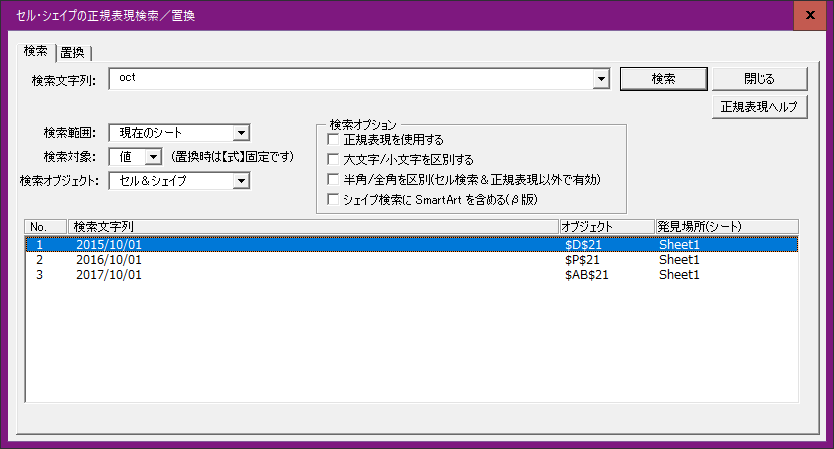 セル・シェイプの正規表現検索／置換
x
検索 置換
検索文字列: oct 検索 閉じる
正規表現ヘルプ
検索範囲: 現在のシート
検索対象: 値 (置換時は【式】固定です)
検索オブジェクト: セル＆シェイプ
検索オプション
正規表現を使用する
大文字/小文字を区別する
半角/全角を区別(セル検索＆正規表現以外で有効)
シェイプ検索に SmartArt を含める(β版)
No. 検索文字列 オブジェクト 発見場所(シート)
1 2015/10/01 $D$21 Sheet1
2 2016/10/01 $P$21 Sheet1
3 2017/10/01 $AB$21 Sheet1